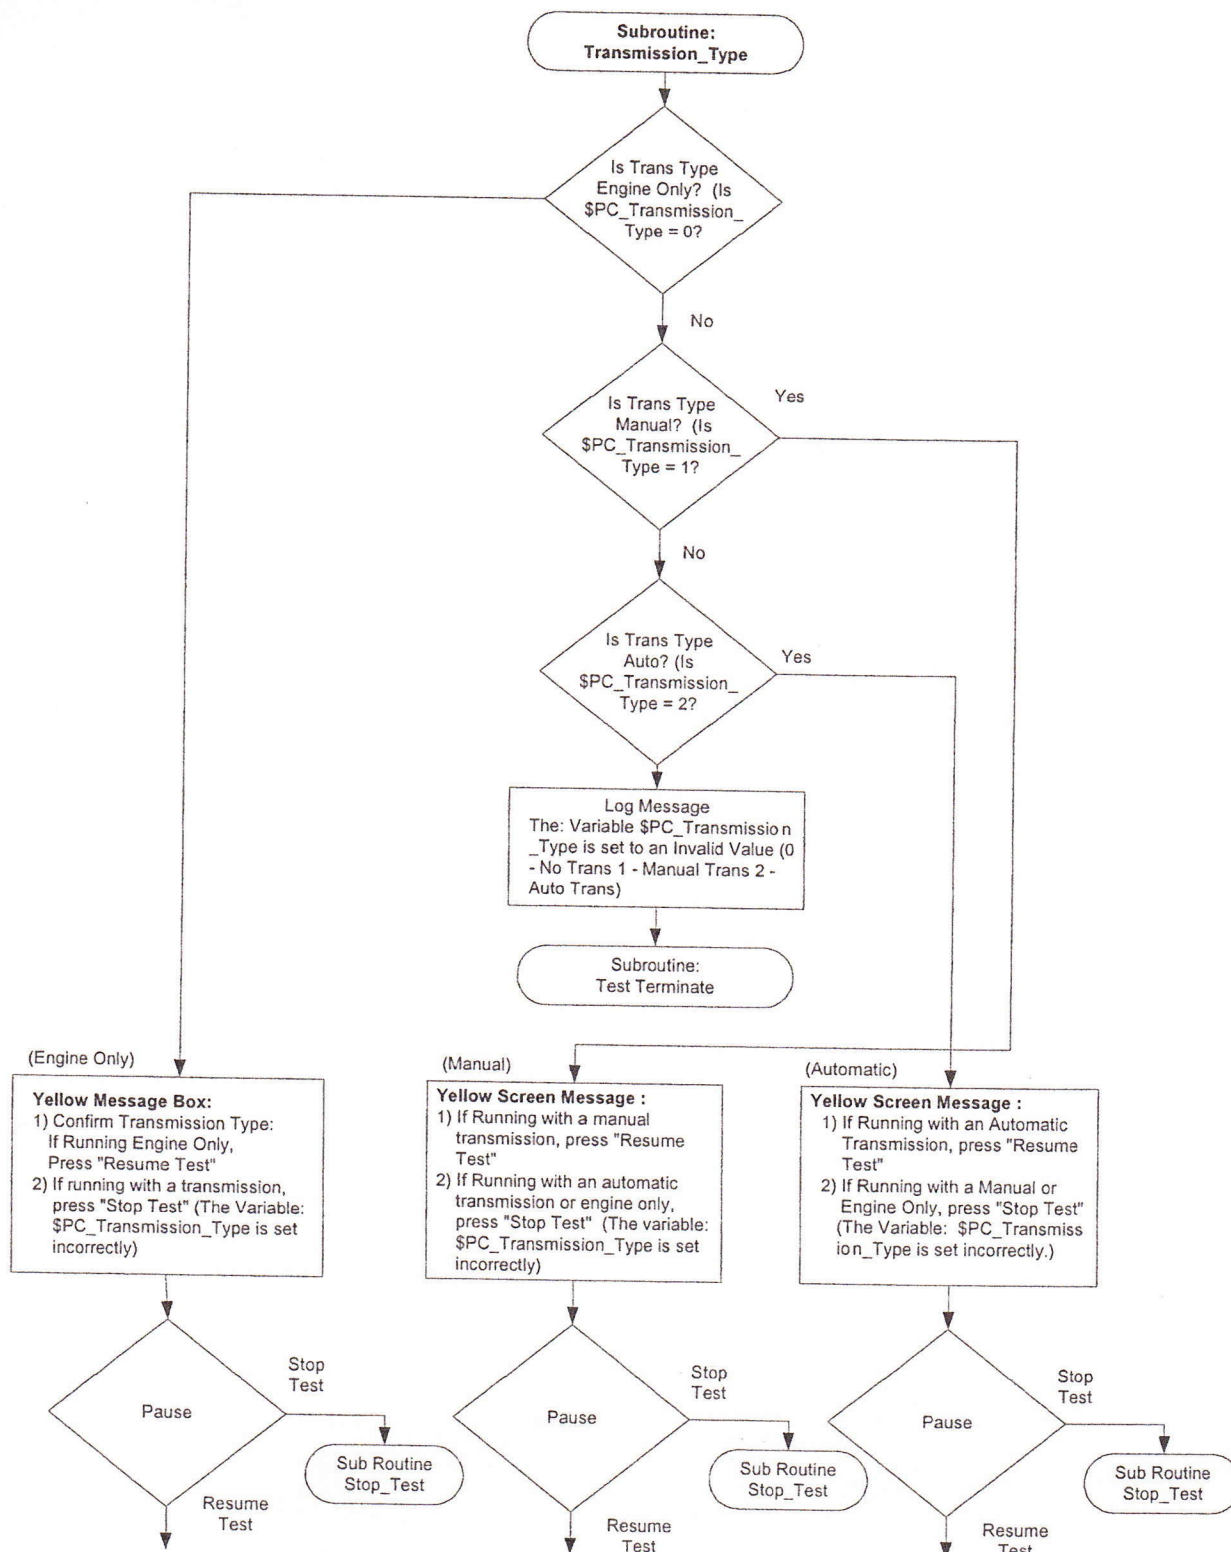 Subroutine:
Transmission_Type
Is Trans Type
Engine Only? (Is
$PC_Transmission_
Type = 0?
No
Is Trans Type
Manual? (Is
$PC_Transmission_
Type = 1?
Yes
No
Is Trans Type
Auto? (Is
$PC_Transmission_
Type = 2?
Yes
Log Message
The: Variable $PC_Transmission
_Type is set to an Invalid Value (0
- No Trans 1 - Manual Trans 2 -
Auto Trans)
Subroutine:
Test Terminate
(Engine Only)
Yellow Message Box:
1) Confirm Transmission Type:
If Running Engine Only,
Press "Resume Test"
2) If running with a transmission,
press "Stop Test" (The Variable:
$PC_Transmission_Type is set
incorrectly)
Pause
Stop
Test
Sub Routine
Stop_Test
Resume
Test
(Manual)
Yellow Screen Message :
1) If Running with a manual
transmission, press "Resume
Test"
2) If Running with an automatic
transmission or engine only,
press "Stop Test" (The variable:
$PC_Transmission_Type is set
incorrectly)
Pause
Stop
Test
Sub Routine
Stop_Test
Resume
Test
(Automatic)
Yellow Screen Message :
1) If Running with an Automatic
Transmission, press "Resume
Test"
2) If Running with a Manual or
Engine Only, press "Stop Test"
(The Variable: $PC_Transmiss
ion_Type is set incorrectly.)
Pause
Stop
Test
Sub Routine
Stop_Test
Resume
Test